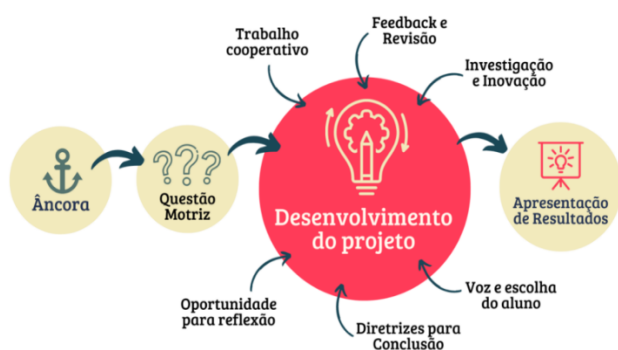 Trabalho
cooperativo
Feedback e
Revisão
Investigação
e Inovação
Âncora
Questão
Motriz
Desenvolvimento
do projeto
Apresentação
de Resultados
Oportunidade
para reflexão
Diretrizes para
Conclusão
Voz e escolha
do aluno